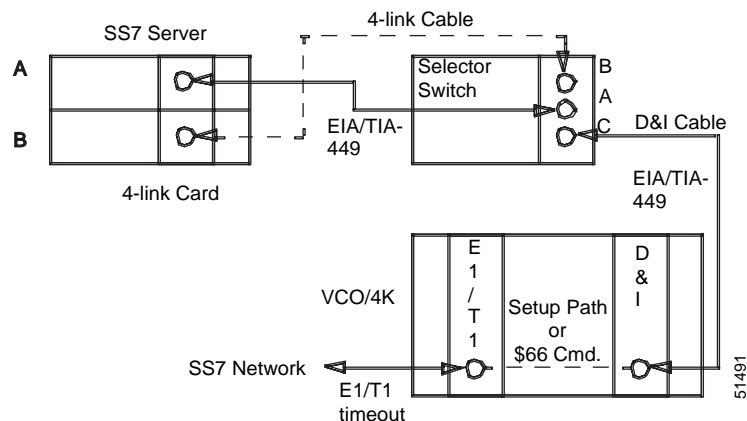 4-link Cable
SS7 Server
A
B
4-link Card
EIA/TIA-
449
Selector
Switch
B
A
C
D&I Cable
EIA/TIA-
449
VCO/4K
E
1
/
T
1
Setup Path
or
$66 Cmd.
D
&
I
SS7 Network
E1/T1
timeout
51491